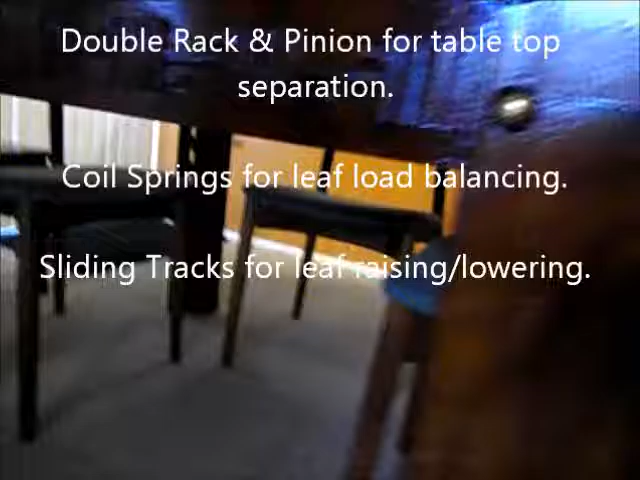 Double Rack & Pinion for table top
separation.
Coil Springs for leaf load balancing.
Sliding Tracks for leaf raising/lowering.